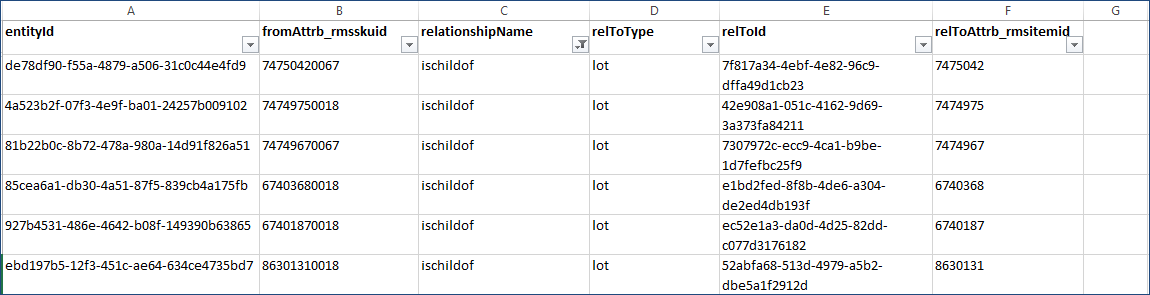 A B C D E F G
entityId fromAttrb_rmsskuid relationshipName relToType relToId relToAttrb_rmsitemid
de78df90-f55a-4879-a506-31c0c44e4fd9 74750420067 ischildof lot 7f817a34-4ebf-4e82-96c9-
dffa49d1cb23 7475042
4a523b2f-07f3-4e9f-ba01-24257b009102 74749750018 ischildof lot 42e908a1-051c-4162-9d69-
3a373fa84211 7474975
81b22b0c-8b72-478a-980a-14d91f826a51 74749670067 ischildof lot 7307972c-ecc9-4ca1-b9be-
1d7fefbc25f9 7474967
85cea6a1-db30-4a51-87f5-839cb4a175fb 67403680018 ischildof lot e1bd2fed-8f8b-4de6-a304-
de2ed4db193f 6740368
927b4531-486e-4642-b08f-149390b63865 67401870018 ischildof lot ec52e1a3-da0d-4d25-82dd-
c077d3176182 6740187
ebd197b5-12f3-451c-ae64-634ce4735bd7 86301310018 ischildof lot 52abfa68-513d-4979-a5b2-
dbe5a1f2912d 8630131